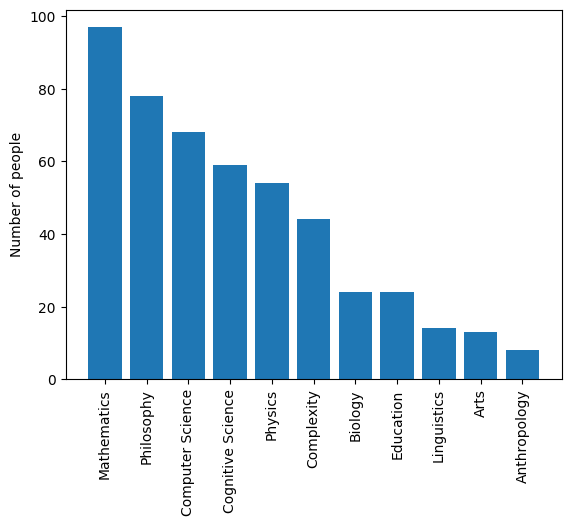 100
80
60
40
20
0
Number of people
Mathematics
Philosophy
Computer Science
Cognitive Science
Physics
Complexity
Biology
Education
Linguistics
Arts
Anthropology